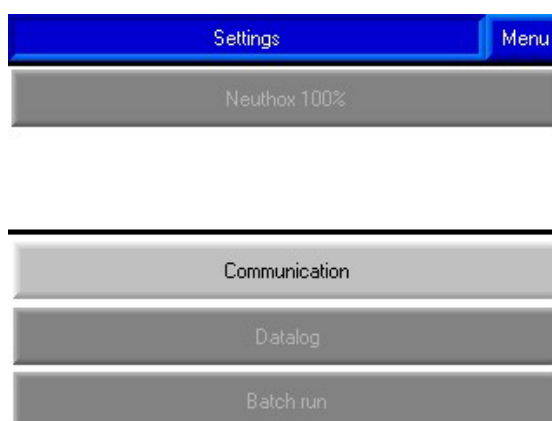 Settings
Menu
Neuthox 100%
Communication
Datalog
Batch run